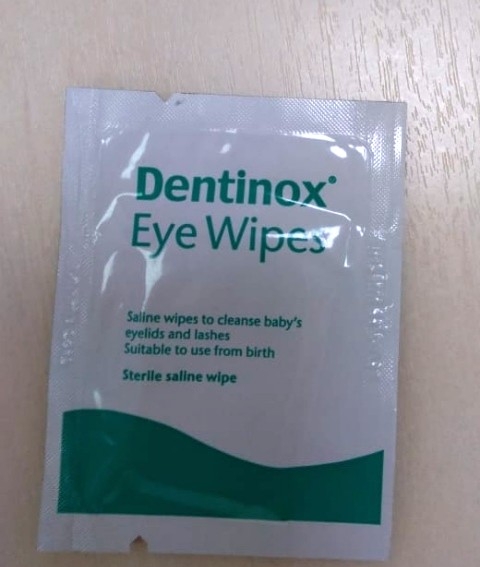 Dentinox®
Eye Wipes
Saline wipes to cleanse baby's
eyelids and lashes
Suitable to use from birth
Sterile saline wipe